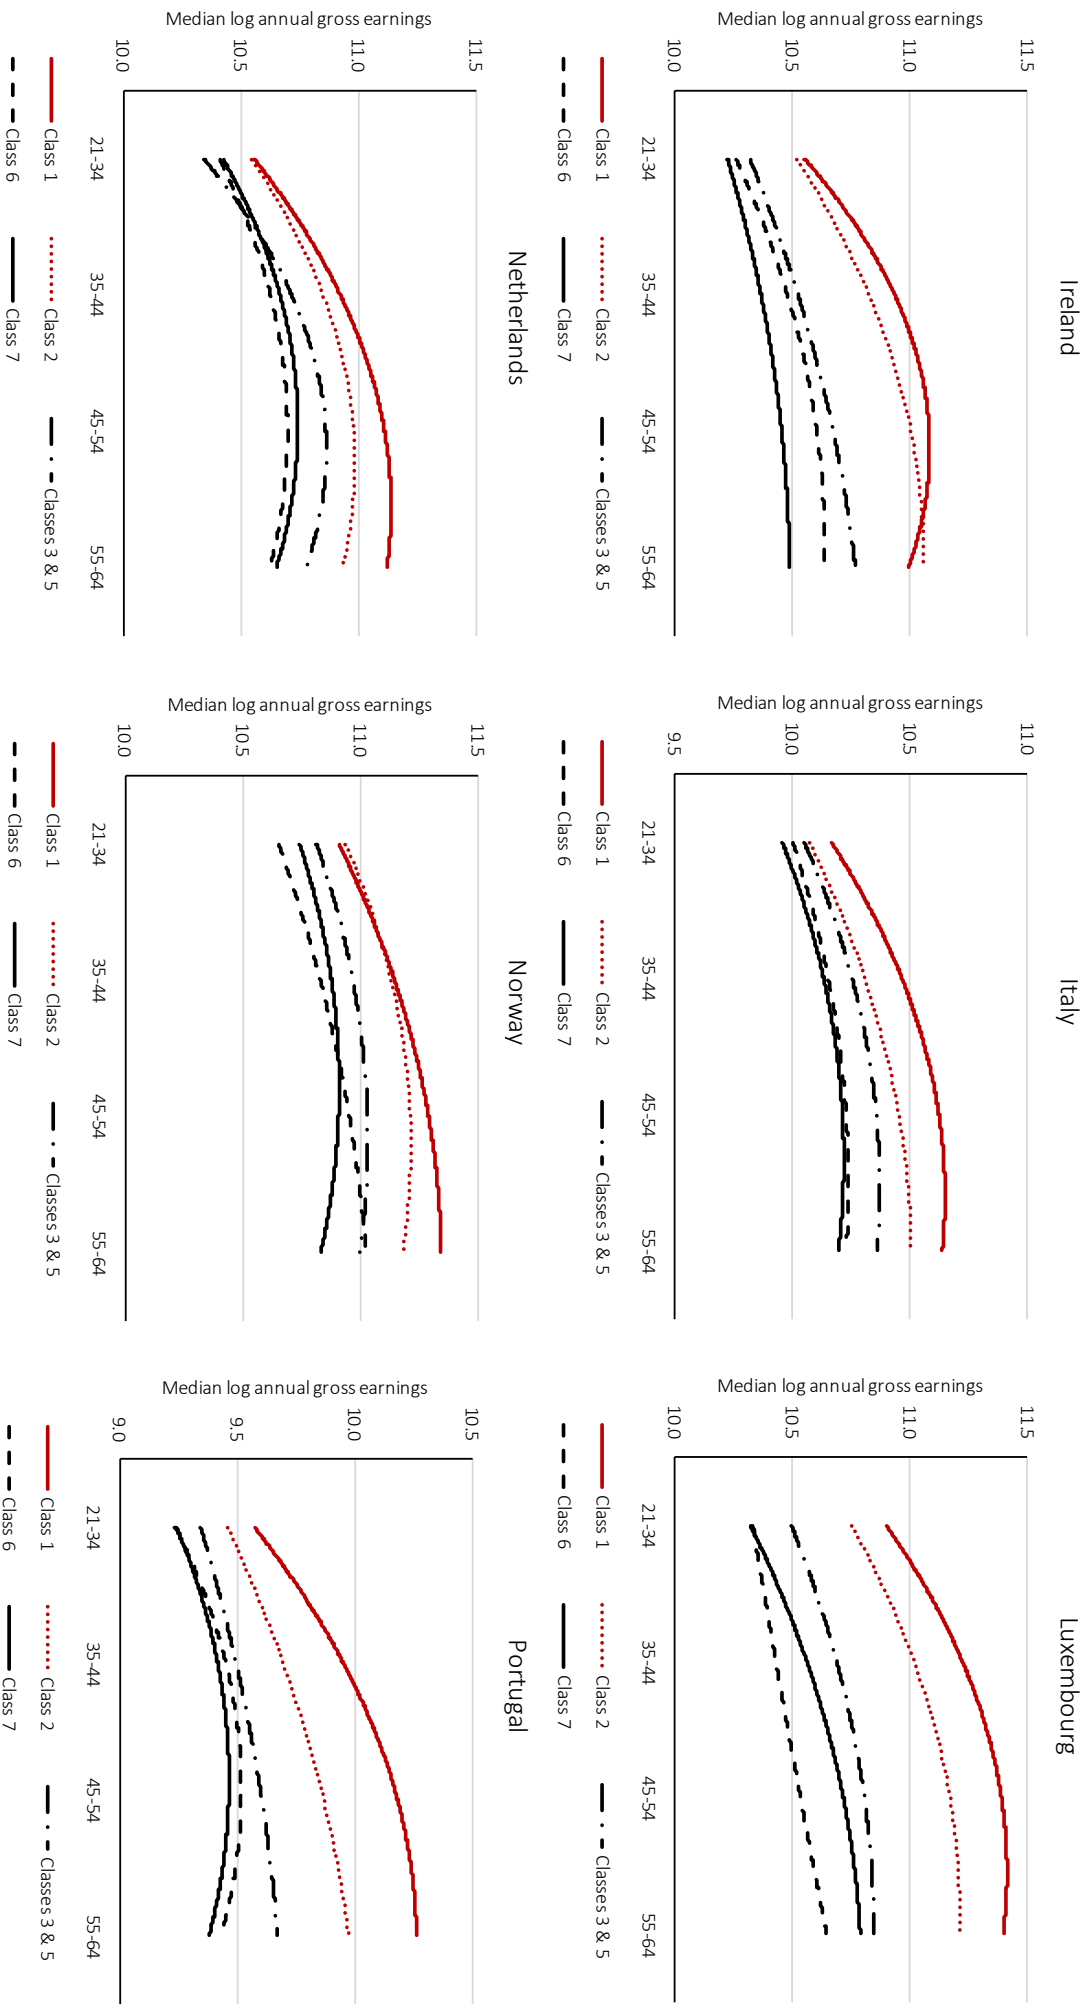 Ireland
Median log annual gross earnings
11.5
11.0
10.5
10.0
21-34 35-44 45-54 55-64
Class 1 Class 2 Classes 3 & 5
Class 6 Class 7
Italy
Median log annual gross earnings
11.0
10.5
10.0
9.5
21-34 35-44 45-54 55-64
Class 1 Class 2 Classes 3 & 5
Class 6 Class 7
Luxembourg
Median log annual gross earnings
11.5
11.0
10.5
10.0
21-34 35-44 45-54 55-64
Class 1 Class 2 Classes 3 & 5
Class 6 Class 7
Netherlands
Median log annual gross earnings
11.5
11.0
10.5
10.0
21-34 35-44 45-54 55-64
Class 1 Class 2 Classes 3 & 5
Class 6 Class 7
Norway
Median log annual gross earnings
11.5
11.0
10.5
10.0
21-34 35-44 45-54 55-64
Class 1 Class 2 Classes 3 & 5
Class 6 Class 7
Portugal
Median log annual gross earnings
10.5
10.0
9.5
9.0
21-34 35-44 45-54 55-64
Class 1 Class 2 Classes 3 & 5
Class 6 Class 7